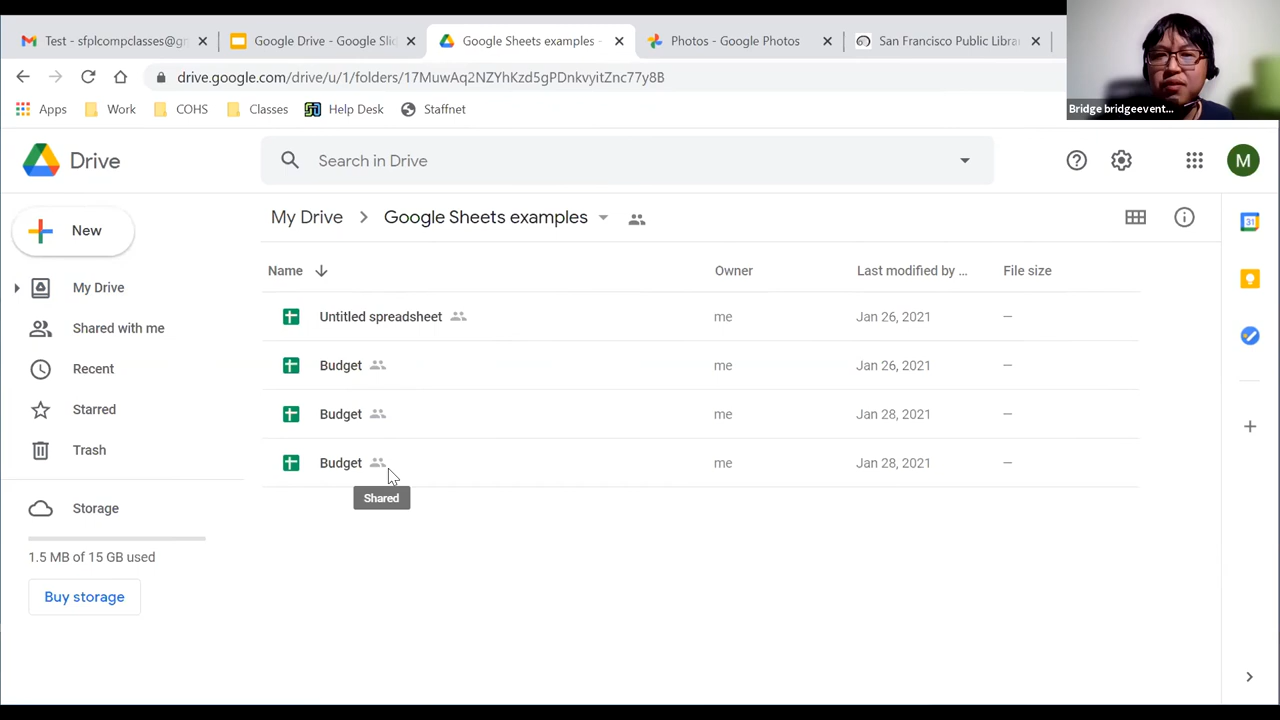 Test - sfplcompclasses@gr
Google Drive - Google Slid
Google Sheets examples -
Photos - Google Photos
San Francisco Public Libra
drive.google.com/drive/u/1/folders/17MuwAq2NZYhKzd5gPDnkvyitZnc77y8B
Bridge bridgeevent...
Apps Work COHS Classes Help Desk Staffnet
Drive
Search in Drive
M
New
My Drive > Google Sheets examples
31
Name Owner Last modified by ... File size
My Drive
Untitled spreadsheet me Jan 26, 2021 —
Shared with me
Budget me Jan 26, 2021 —
Recent
Budget me Jan 28, 2021 —
Starred
Trash
Budget me Jan 28, 2021 —
Shared
Storage
1.5 MB of 15 GB used
Buy storage